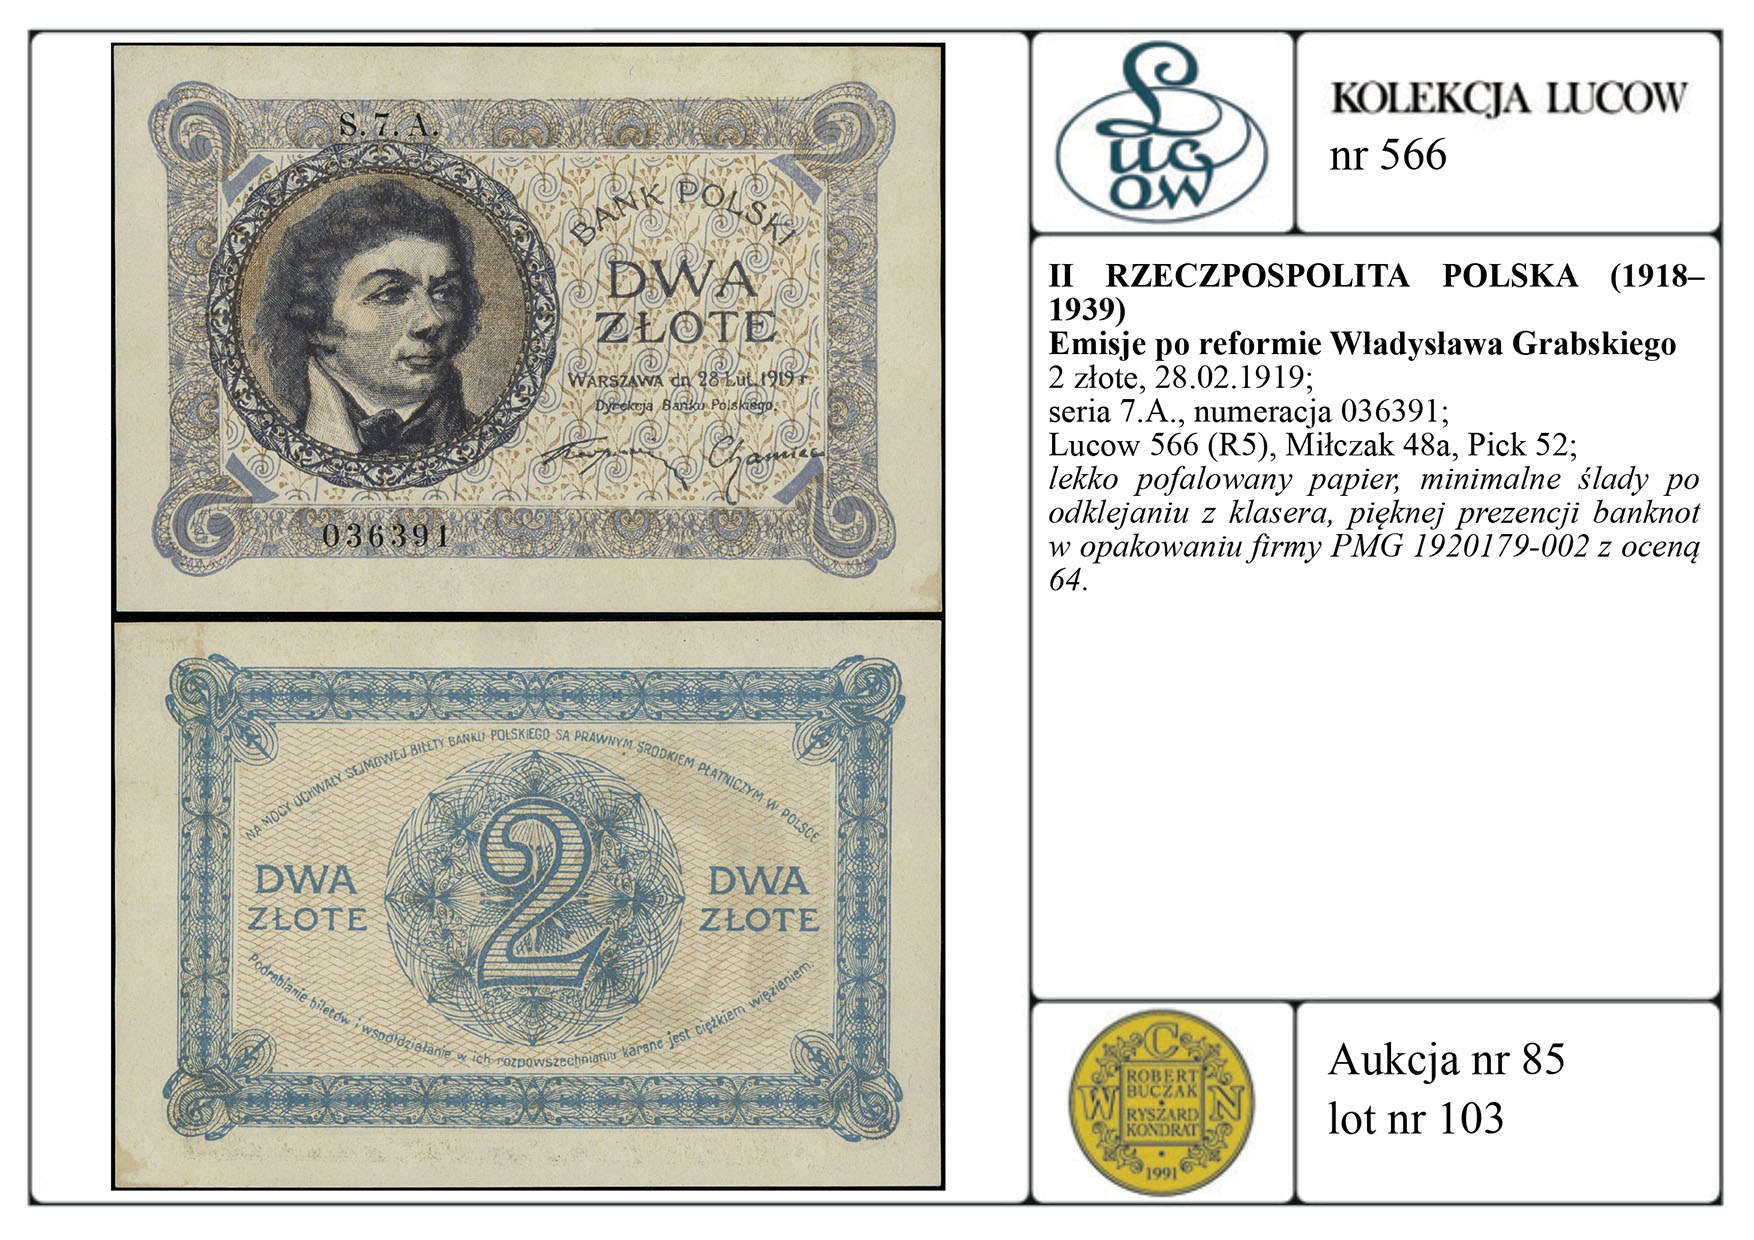 S. 7. A.
BANK POLSKI
DWA
ZŁOTE
WARSZAWA dn 28 Lut. 1919 r.
Dyrekcja Banku Polskiego.
036391
NA MOCY UCHWAŁY SEJMOWEJ BILETY BANKU POLSKIEGO SĄ PRAWNYM ŚRODKIEM PŁATNICZYM W POLSCE
2
DWA
ZŁOTE
DWA
ZŁOTE
Podrabianie biletów i współdziałanie w ich rozpowszechnianiu karane jest ciężkiem więzieniem.
Lucow
KOLEKCJA LUCOW
nr 566
II RZECZPOSPOLITA POLSKA (1918–
1939)
Emisje po reformie Władysława Grabskiego
2 złote, 28.02.1919;
seria 7.A., numeracja 036391;
Lucow 566 (R5), Miłczak 48a, Pick 52;
lekko pofalowany papier, minimalne ślady po
odklejaniu z klasera, pięknej prezencji banknot
w opakowaniu firmy PMG 1920179-002 z oceną
64.
W C N
ROBERT
BUCZAK
RYSZARD
KONDRAT
1991
Aukcja nr 85
lot nr 103